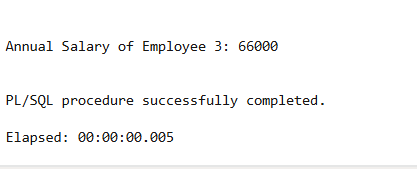 Annual Salary of Employee 3: 66000
PL/SQL procedure successfully completed.
Elapsed: 00:00:00.005